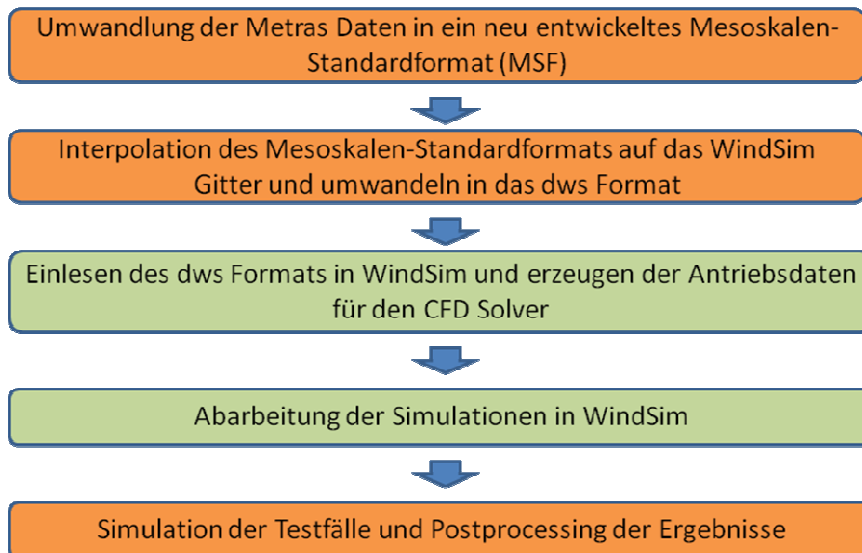 Umwandlung der Metras Daten in ein neu entwickeltes Mesoskalen-
Standardformat (MSF)
Interpolation des Mesoskalen-Standardformats auf das WindSim
Gitter und umwandeln in das dws Format
Einlesen des dws Formats in WindSim und erzeugen der Antriebsdaten
für den CFD Solver
Abarbeitung der Simulationen in WindSim
Simulation der Testfälle und Postprocessing der Ergebnisse